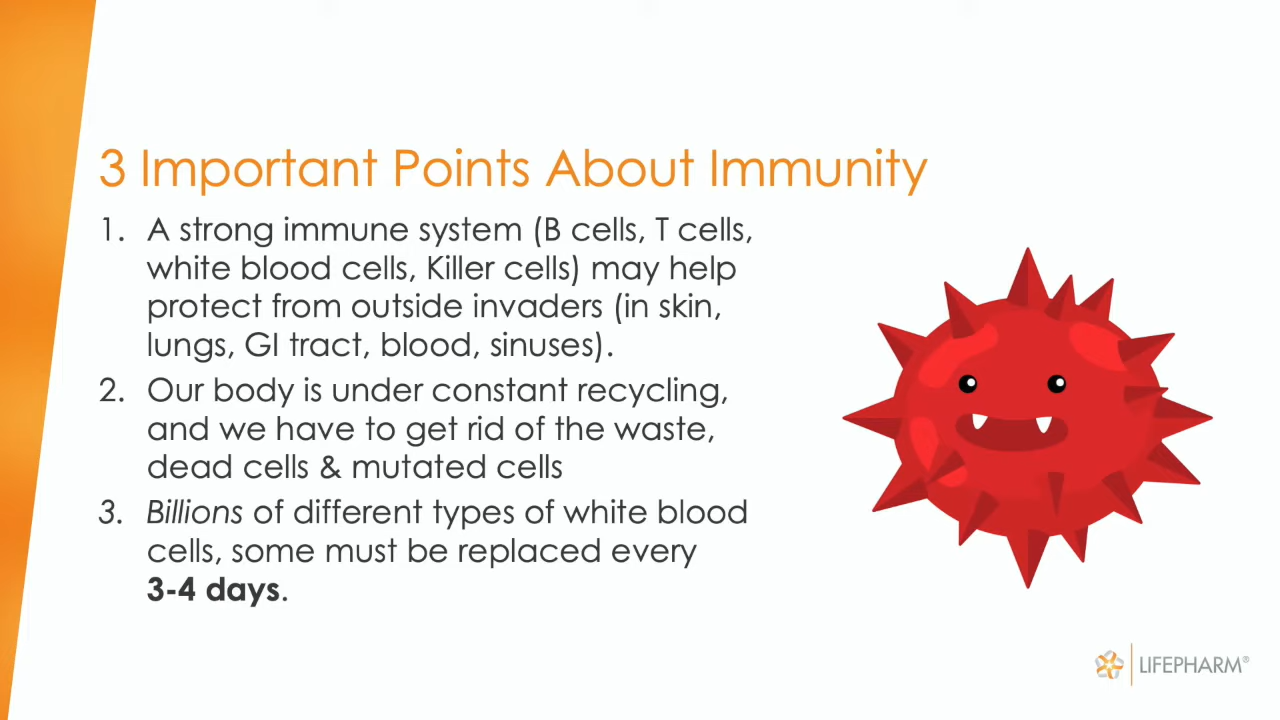 3 Important Points About Immunity
1. A strong immune system (B cells, T cells,
white blood cells, Killer cells) may help
protect from outside invaders (in skin,
lungs, GI tract, blood, sinuses).
2. Our body is under constant recycling,
and we have to get rid of the waste,
dead cells & mutated cells
3. Billions of different types of white blood
cells, some must be replaced every
3-4 days.
LIFEPHARM®